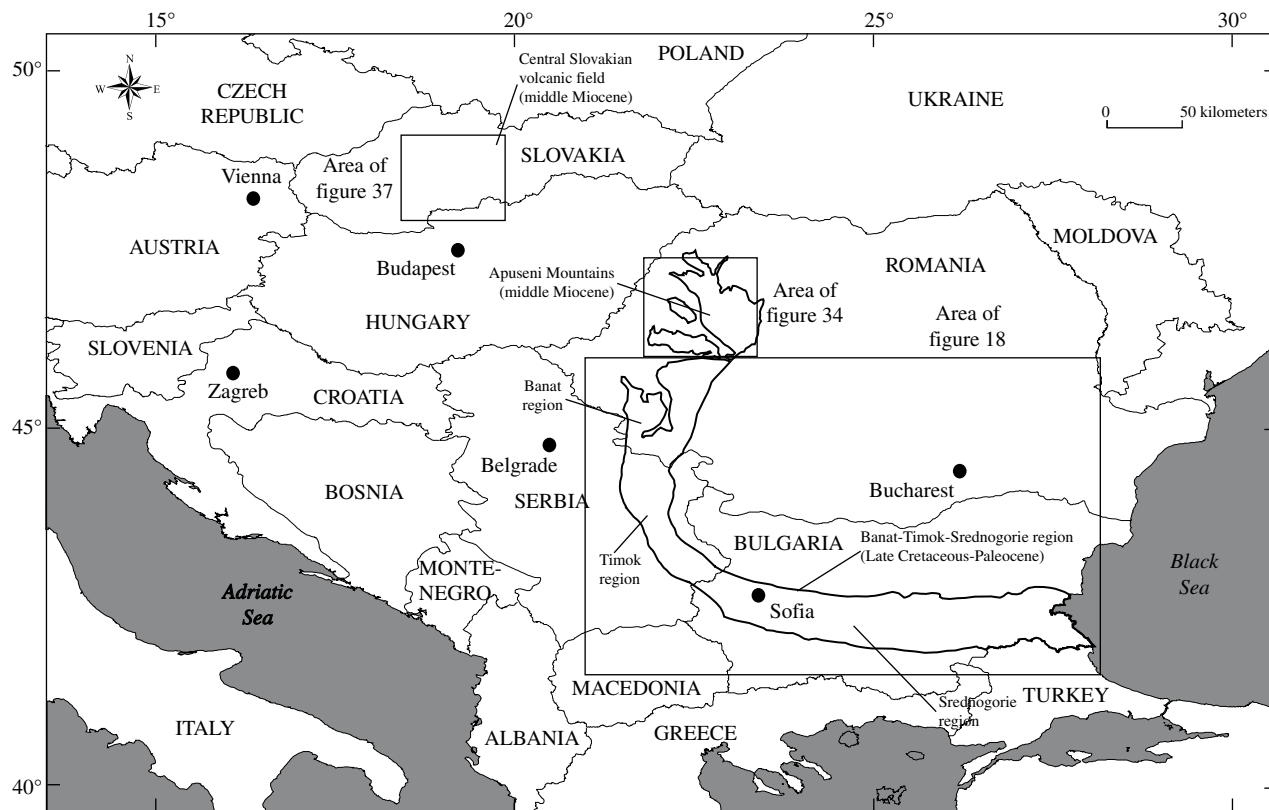 15°
20°
25°
30°
50°
45°
40°
N
W
E
S
Central Slovakian
volcanic field
(middle Miocene)
POLAND
CZECH
REPUBLIC
UKRAINE
0
50 kilometers
SLOVAKIA
Area of
figure 37
Vienna
AUSTRIA
MOLDOVA
Budapest
Apuseni Mountains
(middle Miocene)
ROMANIA
Area of
figure 34
Area of
figure 18
HUNGARY
SLOVENIA
Zagreb
CROATIA
Banat
region
Belgrade
SERBIA
BOSNIA
Bucharest
BULGARIA
Banat-Timok-Srednogorie region
(Late Cretaceous-Paleocene)
Timok
region
MONTE-
NEGRO
Adriatic
Sea
Black
Sea
Sofia
MACEDONIA
Srednogorie
region
TURKEY
ITALY
ALBANIA
GREECE